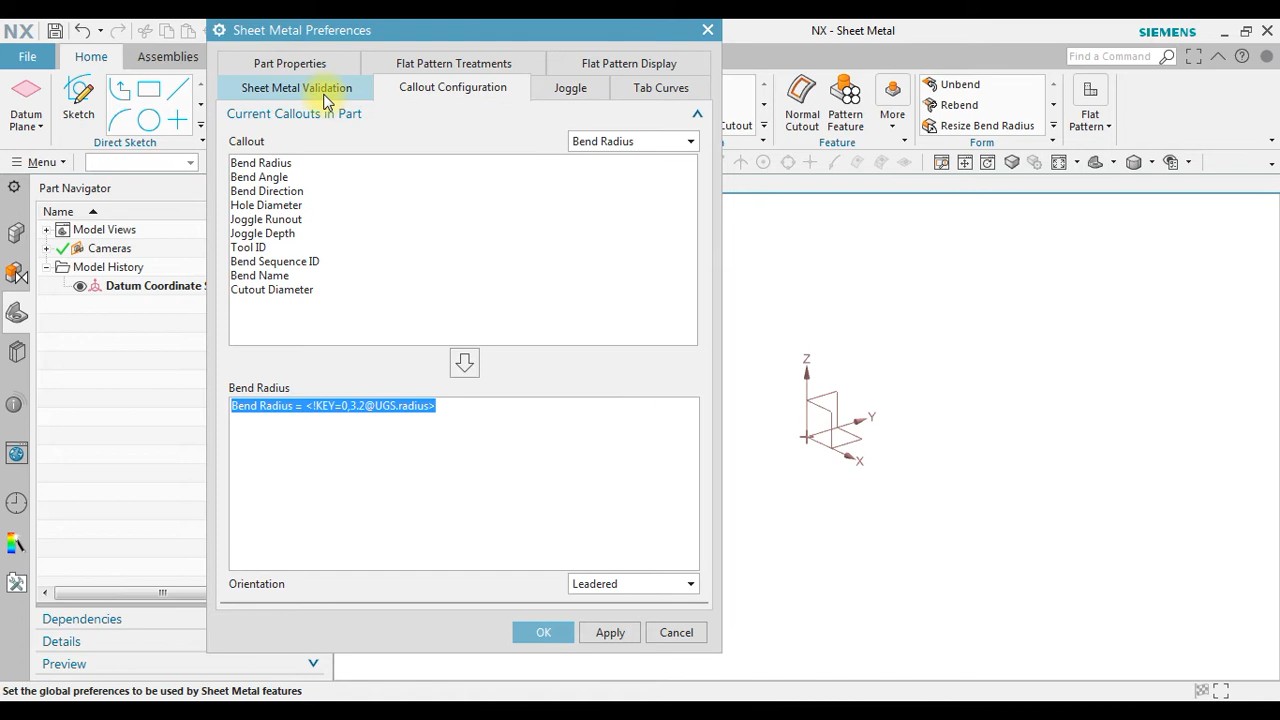 NX
Sheet Metal Preferences
NX - Sheet Metal
SIEMENS
File
Home
Assemblies
Find a Command
Datum
Plane
Sketch
Direct Sketch
Part Properties
n Treatments
Flat Pattern Display
Sheet Metal Validation
Callout Configuration
Joggle
Tab Curves
Cutout
Normal
Cutout
Pattern
Feature
More
Feature
Unbend
Rebend
Resize Bend Radius
Form
Flat
Pattern
Menu
Current Callouts in Part
Callout
Bend Radius
Bend Radius
Bend Angle
Bend Direction
Hole Diameter
Joggle Runout
Joggle Depth
Tool ID
Bend Sequence ID
Bend Name
Cutout Diameter
Bend Radius
Bend Radius = <!KEY=0,3.2@UGS.radius>
Orientation
Leadered
OK
Apply
Cancel
Part Navigator
Name
Model Views
Cameras
Model History
Datum Coordinate S
Dependencies
Details
Preview
Z
Y
X
Set the global preferences to be used by Sheet Metal features